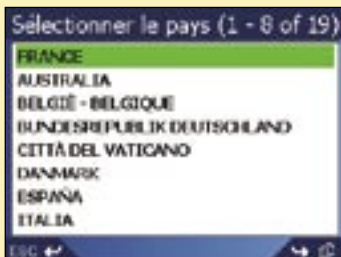 Sélectionner le pays (1 - 8 of 19)
FRANCE
AUSTRALIA
BELGIË - BELGIQUE
BUNDESREPUBLIK DEUTSCHLAND
CITTÀ DEL VATICANO
DANMARK
ESPAÑA
ITALIA
ESC